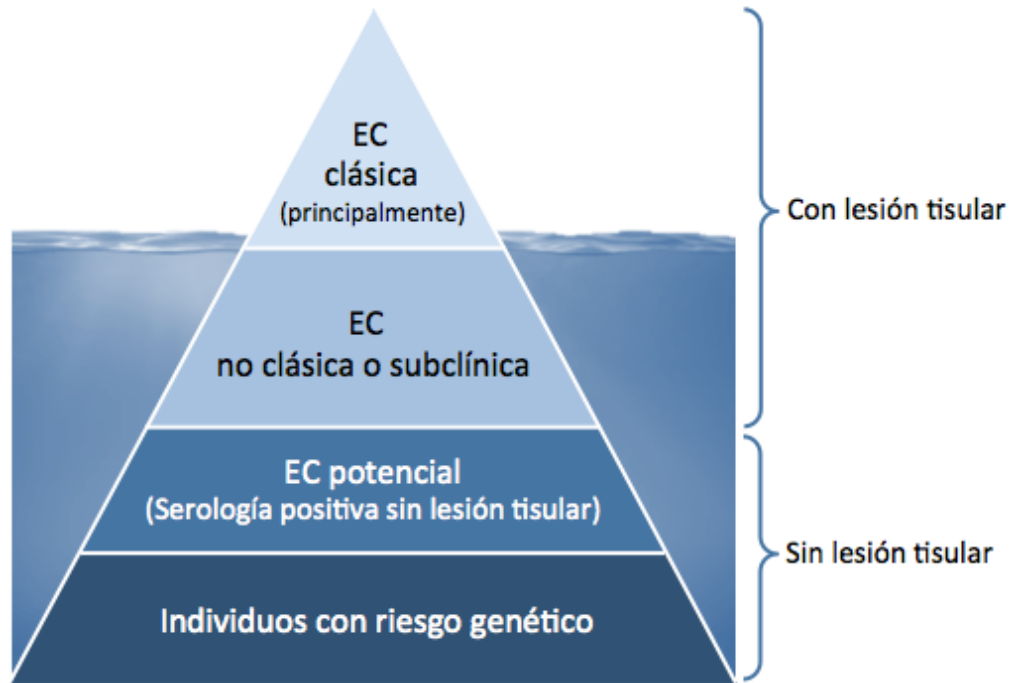 EC
clásica
(principalmente)
Con lesión tisular
EC
no clásica o subclínica
EC potencial
(Serología positiva sin lesión tisular)
Sin lesión tisular
Individuos con riesgo genético